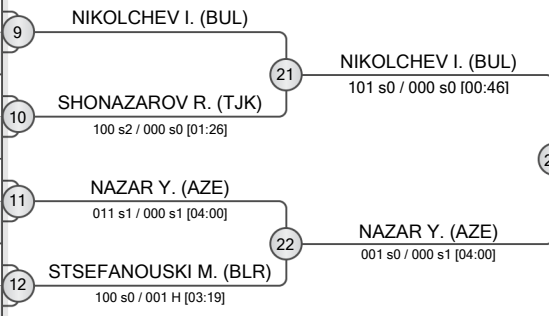 9
NIKOLCHEV I. (BUL)
21
NIKOLCHEV I. (BUL)
101 s0 / 000 s0 [00:46]
10
SHONAZAROV R. (TJK)
100 s2 / 000 s0 [01:26]
11
NAZAR Y. (AZE)
011 s1 / 000 s1 [04:00]
22
NAZAR Y. (AZE)
001 s0 / 000 s1 [04:00]
12
STSEFANOUSKI M. (BLR)
100 s0 / 001 H [03:19]